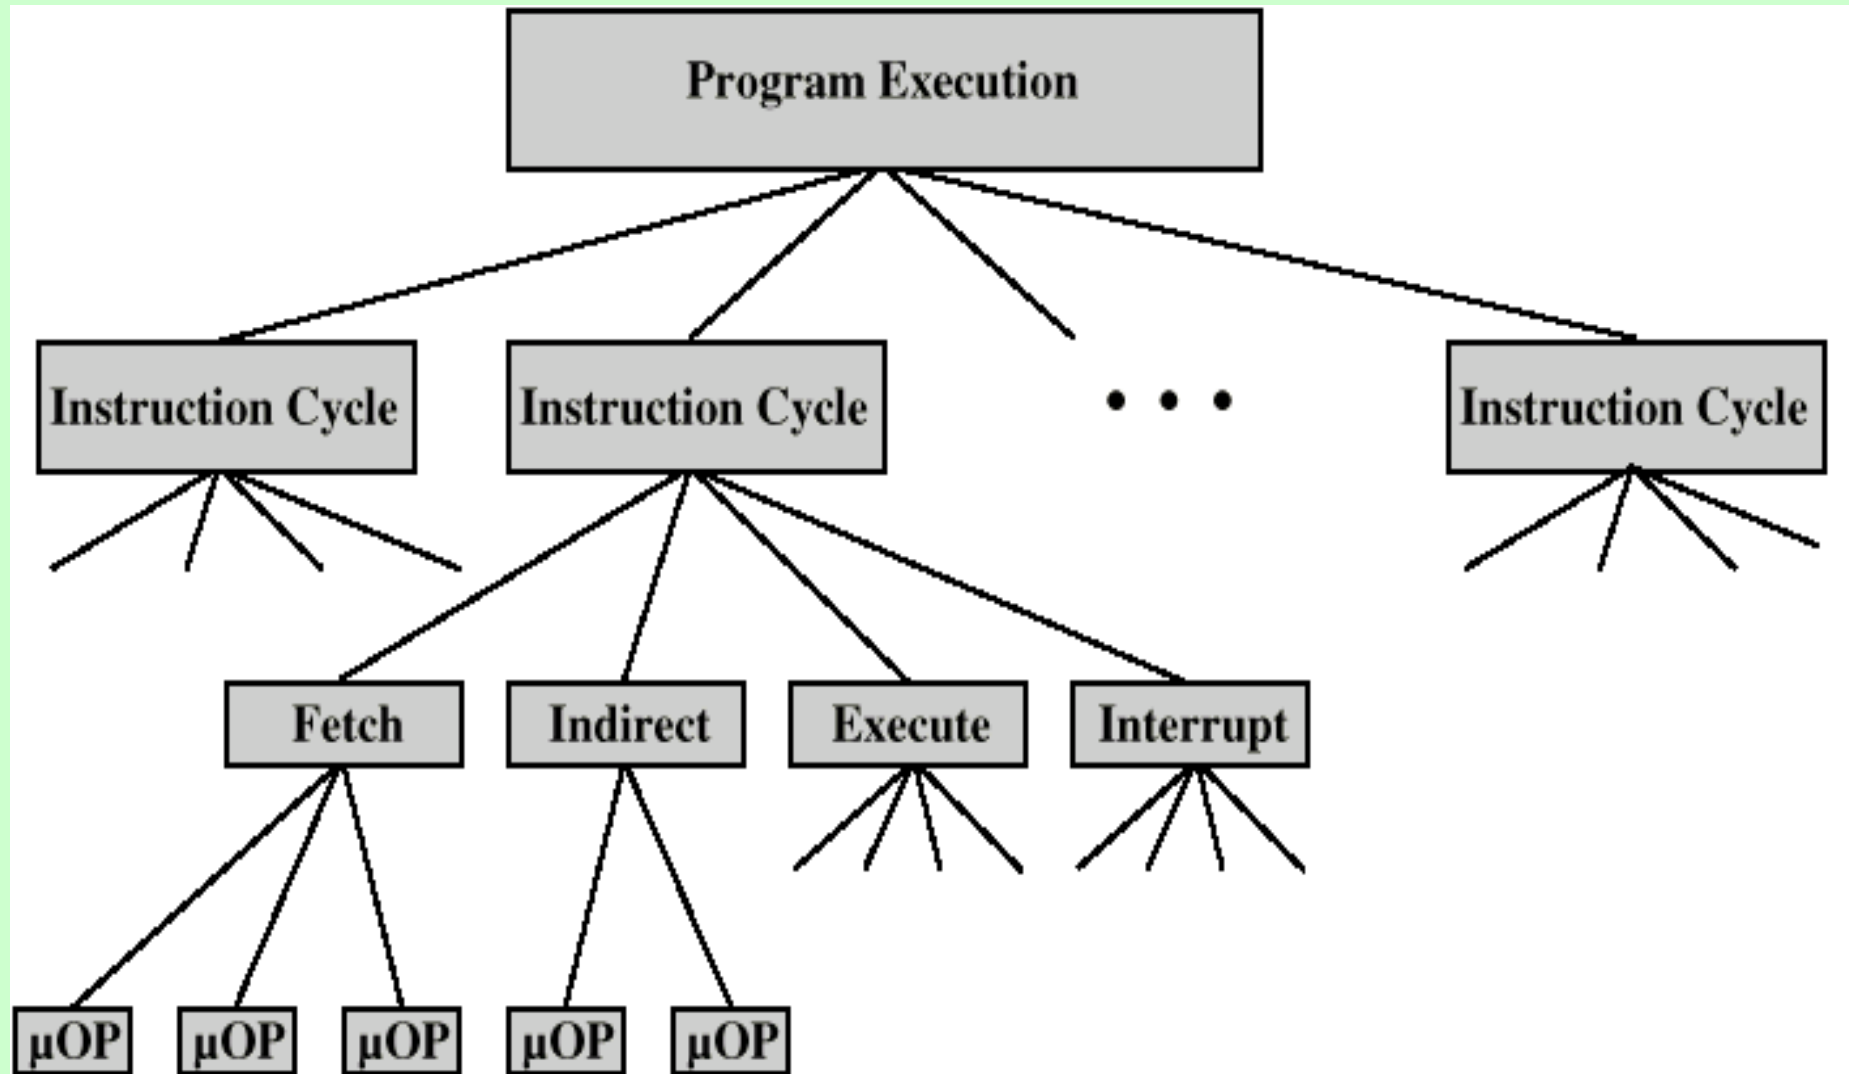 Program Execution
Instruction Cycle
Instruction Cycle
• • •
Instruction Cycle
Fetch
Indirect
Execute
Interrupt
μOP
μOP
μOP
μOP
μOP